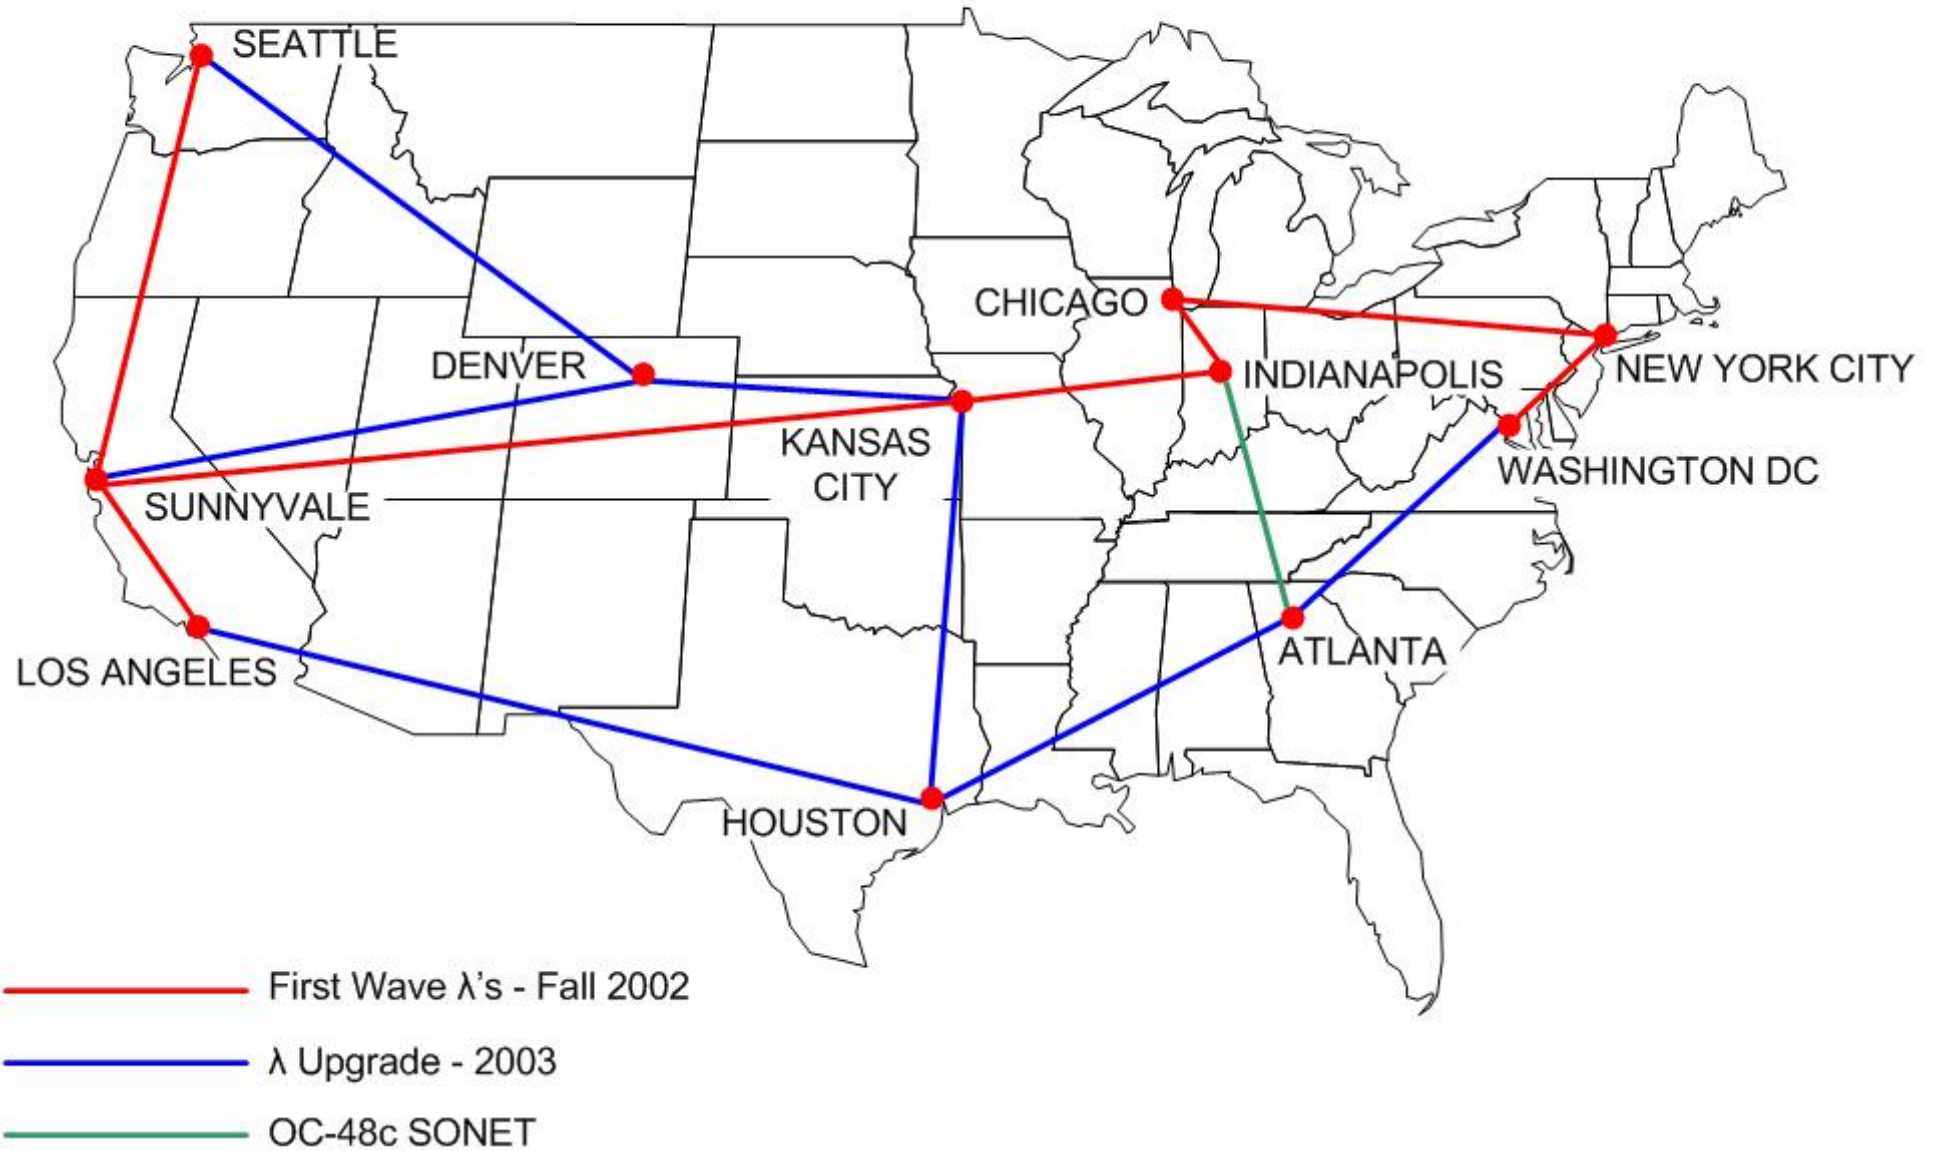 SEATTLE
CHICAGO
DENVER
INDIANAPOLIS
NEW YORK CITY
KANSAS
CITY
WASHINGTON DC
SUNNYVALE
ATLANTA
LOS ANGELES
HOUSTON
First Wave λ's - Fall 2002
λ Upgrade - 2003
OC-48c SONET